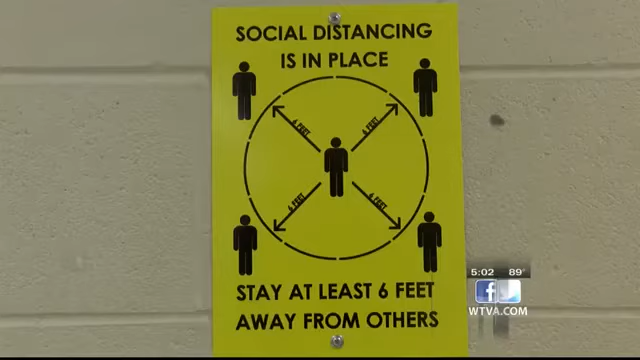 SOCIAL DISTANCING
IS IN PLACE
6 FEET
6 FEET
6 FEET
6 FEET
STAY AT LEAST 6 FEET
AWAY FROM OTHERS
5:02 89°
WTVA.COM